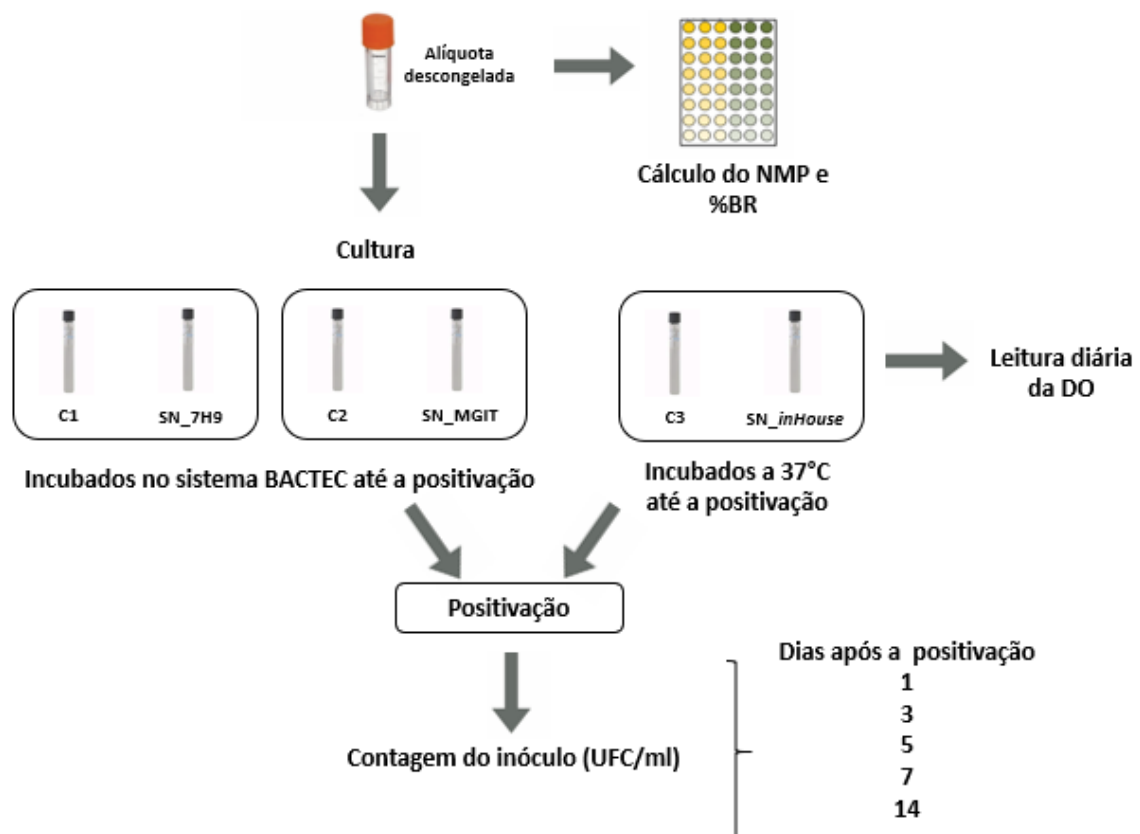 Alíquota
descongelada
Cálculo do NMP e
%BR
Cultura
C1
SN_7H9
C2
SN_MGIT
C3
SN_inHouse
Leitura diária
da DO
Incubados no sistema BACTEC até a positivação
Incubados a 37°C
até a positivação
Positivação
Contagem do inóculo (UFC/ml)
Dias após a positivação
1
3
5
7
14